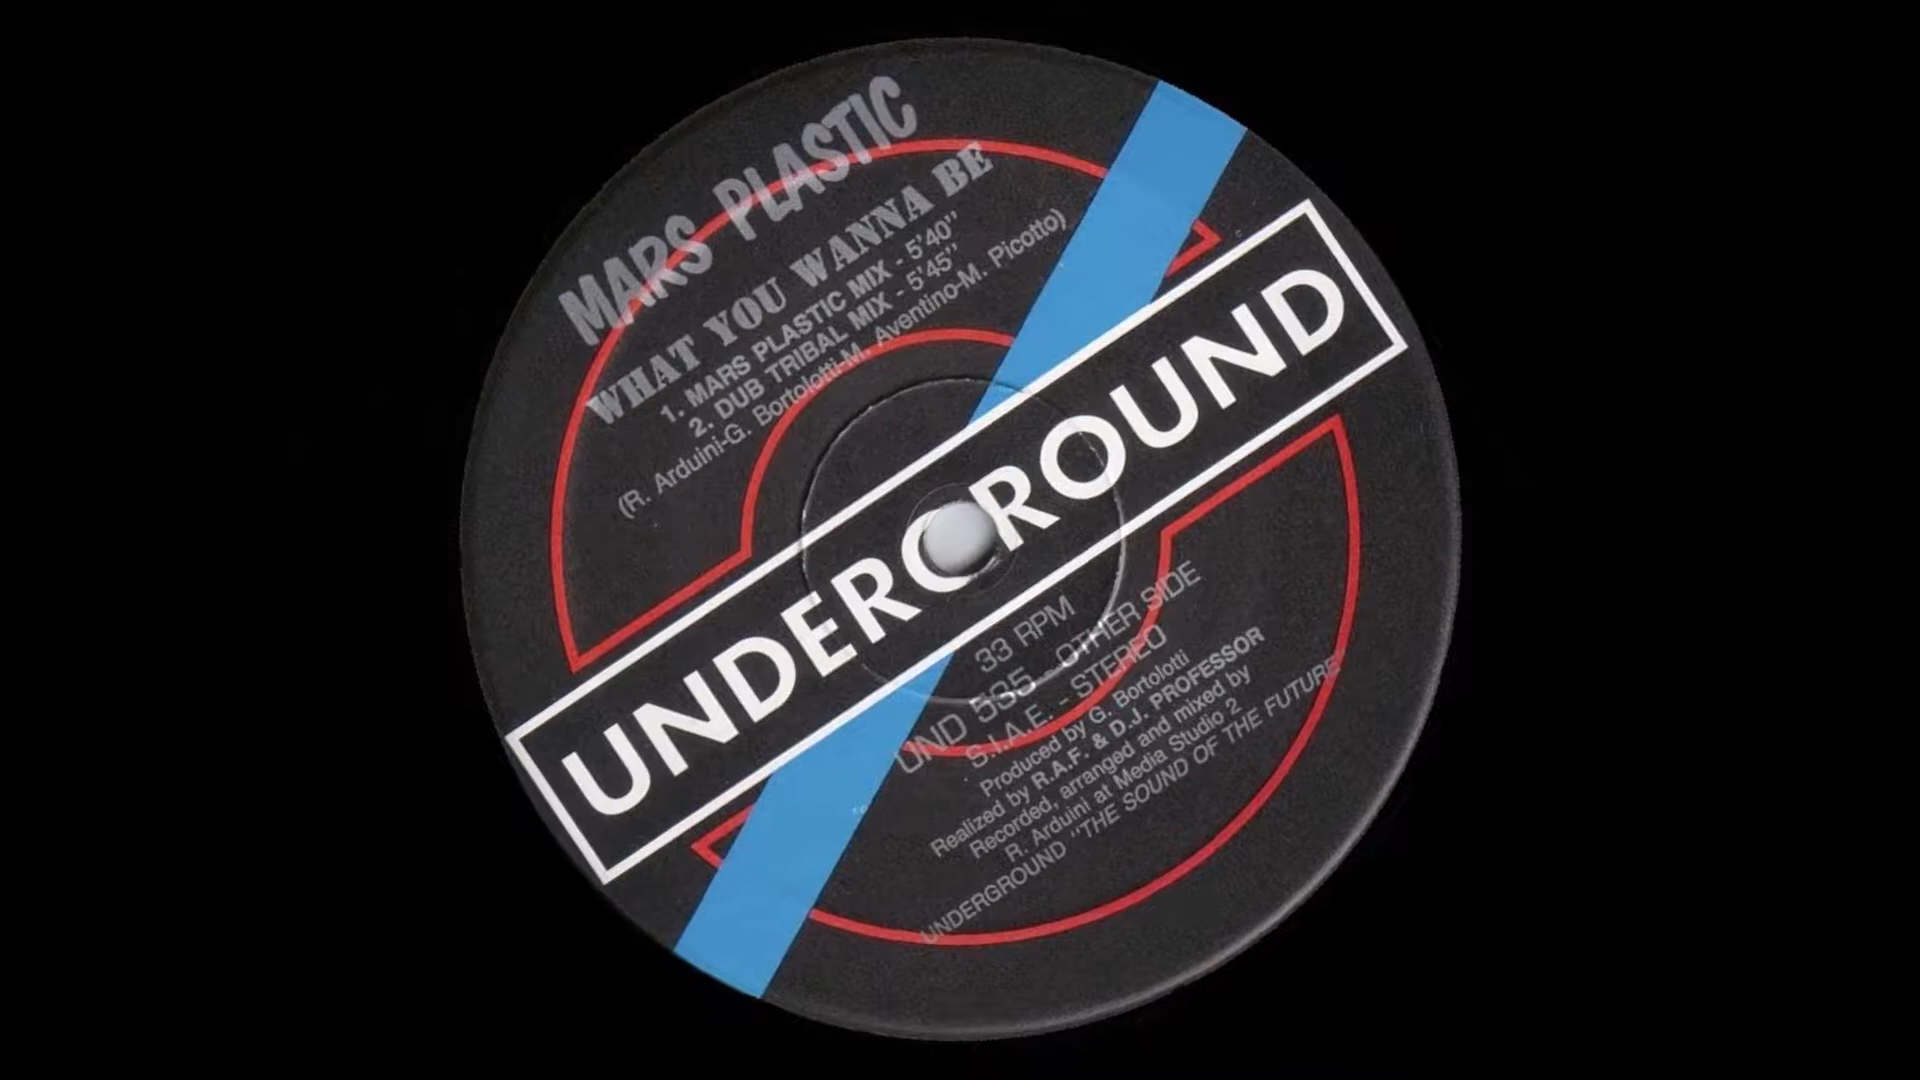 MARS PLASTIC
WHAT YOU WANNA BE
1. MARS PLASTIC MIX - 5'40"
2. DUB TRIBAL MIX - 5'45"
(R. Arduini-G. Bortolotti-M. Aventino-M. Picotto)
UNDERGROUND
33 RPM
UND 535 OTHER SIDE
S.I.A.E. - STEREO
Produced by G. Bortolotti
Realized by R.A.F. & D.J. PROFESSOR
Recorded, arranged and mixed by
R. Arduini at Media Studio 2
UNDERGROUND "THE SOUND OF THE FUTURE